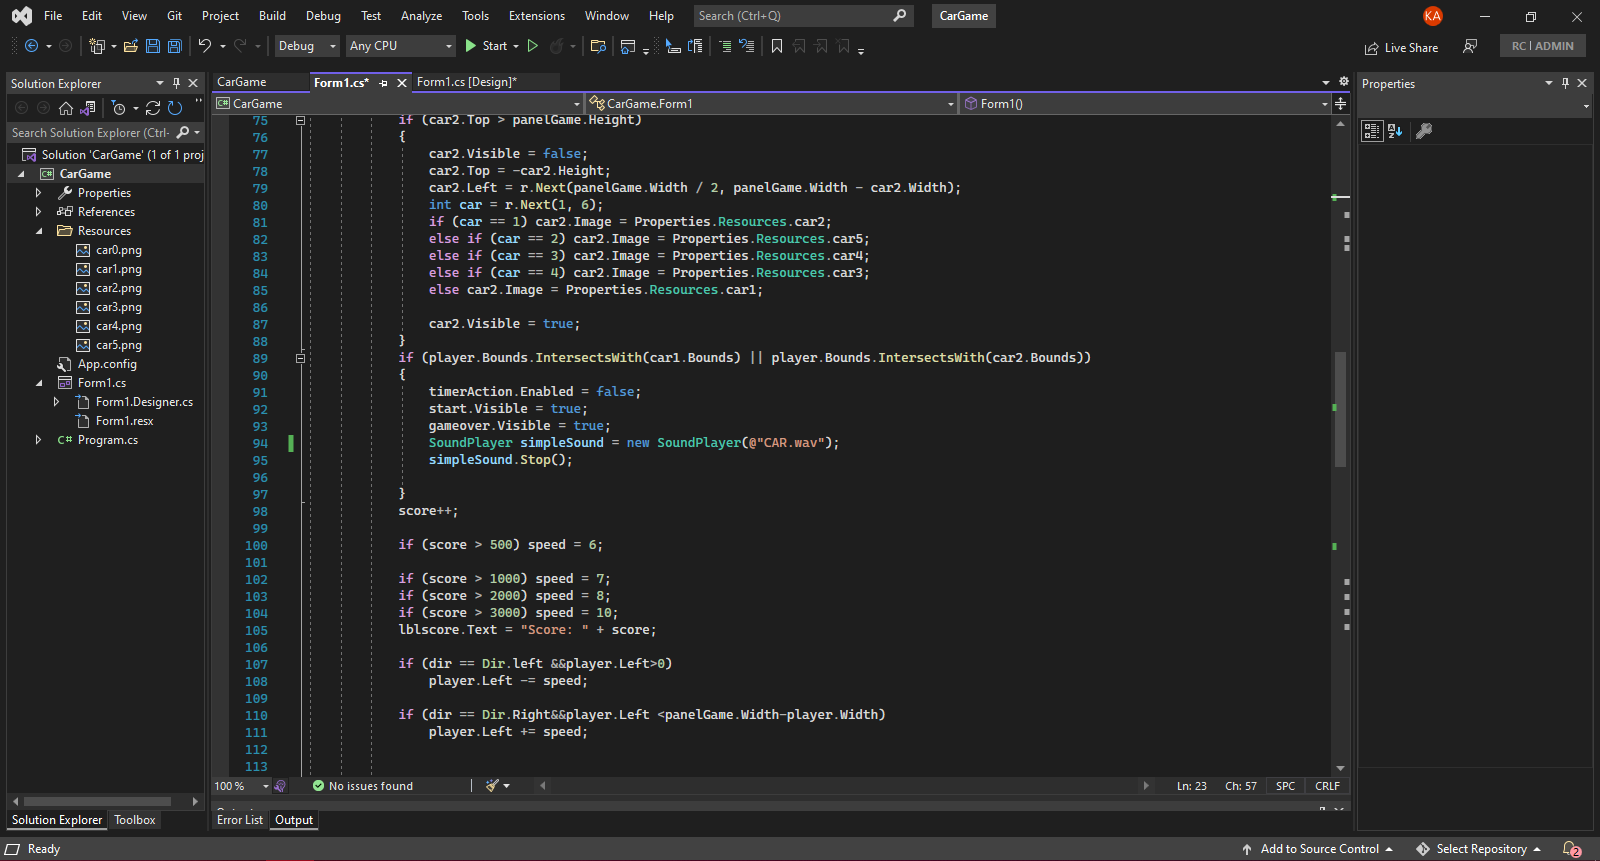 File Edit View Git Project Build Debug Test Analyze Tools Extensions Window Help Search (Ctrl+Q) CarGame KA
Debug Any CPU Start Live Share RC | ADMIN
Solution Explorer
Search Solution Explorer (Ctrl-
Solution 'CarGame' (1 of 1 proj
CarGame
Properties
References
Resources
car0.png
car1.png
car2.png
car3.png
car4.png
car5.png
App.config
Form1.cs
Form1.Designer.cs
Form1.resx
Program.cs
Solution Explorer Toolbox
CarGame Form1.cs* Form1.cs [Design]*
CarGame CarGame.Form1 Form1()
75 if (car2.Top > panelGame.Height)
76 {
77 car2.Visible = false;
78 car2.Top = -car2.Height;
79 car2.Left = r.Next(panelGame.Width / 2, panelGame.Width - car2.Width);
80 int car = r.Next(1, 6);
81 if (car == 1) car2.Image = Properties.Resources.car2;
82 else if (car == 2) car2.Image = Properties.Resources.car5;
83 else if (car == 3) car2.Image = Properties.Resources.car4;
84 else if (car == 4) car2.Image = Properties.Resources.car3;
85 else car2.Image = Properties.Resources.car1;
86
87 car2.Visible = true;
88 }
89 if (player.Bounds.IntersectsWith(car1.Bounds) || player.Bounds.IntersectsWith(car2.Bounds))
90 {
91 timerAction.Enabled = false;
92 start.Visible = true;
93 gameover.Visible = true;
94 SoundPlayer simpleSound = new SoundPlayer(@"CAR.wav");
95 simpleSound.Stop();
96
97 }
98 score++;
99
100 if (score > 500) speed = 6;
101
102 if (score > 1000) speed = 7;
103 if (score > 2000) speed = 8;
104 if (score > 3000) speed = 10;
105 lblscore.Text = "Score: " + score;
106
107 if (dir == Dir.left &&player.Left>0)
108 player.Left -= speed;
109
110 if (dir == Dir.Right&&player.Left <panelGame.Width-player.Width)
111 player.Left += speed;
112
113
100 % No issues found Ln: 23 Ch: 57 SPC CRLF
Error List Output
Properties
Ready Add to Source Control Select Repository 2